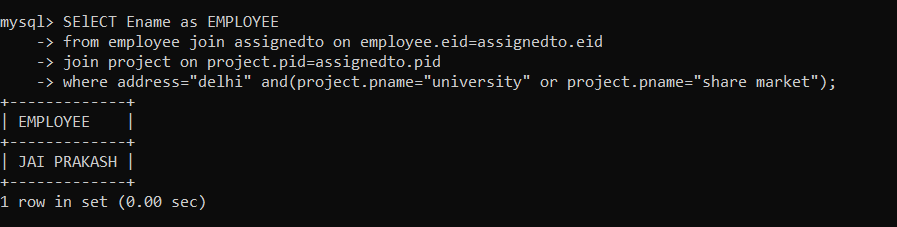 mysql> SElECT Ename as EMPLOYEE
    -> from employee join assignedto on employee.eid=assignedto.eid
    -> join project on project.pid=assignedto.pid
    -> where address="delhi" and(project.pname="university" or project.pname="share market");
+-------------+
| EMPLOYEE    |
+-------------+
| JAI PRAKASH |
+-------------+
1 row in set (0.00 sec)